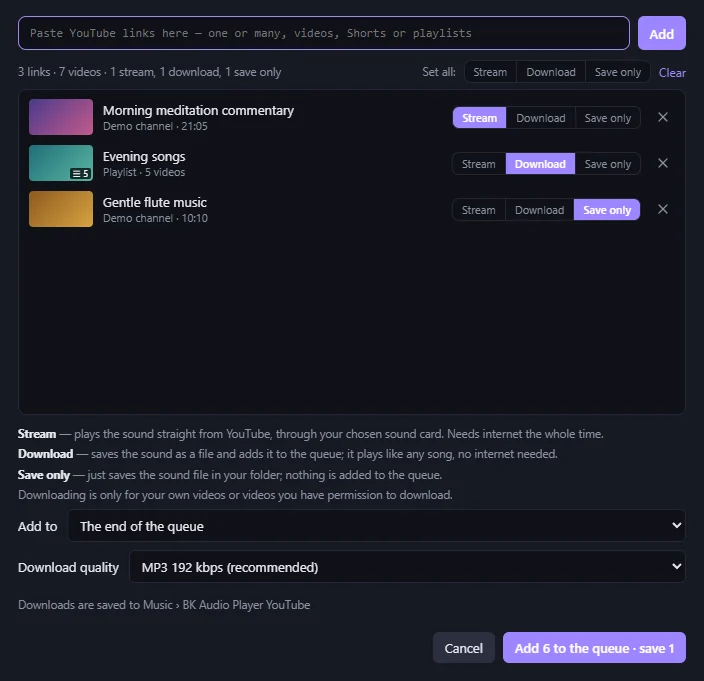 Paste YouTube links here — one or many, videos, Shorts or playlists
Add
3 links · 7 videos · 1 stream, 1 download, 1 save only
Set all:
Stream
Download
Save only
Clear
Morning meditation commentary
Demo channel · 21:05
Stream
Download
Save only
Evening songs
Playlist · 5 videos
5
Stream
Download
Save only
Gentle flute music
Demo channel · 10:10
Stream
Download
Save only
Stream — plays the sound straight from YouTube, through your chosen sound card. Needs internet the whole time.
Download — saves the sound as a file and adds it to the queue; it plays like any song, no internet needed.
Save only — just saves the sound file in your folder; nothing is added to the queue.
Downloading is only for your own videos or videos you have permission to download.
Add to
The end of the queue
Download quality
MP3 192 kbps (recommended)
Downloads are saved to Music › BK Audio Player YouTube
Cancel
Add 6 to the queue · save 1